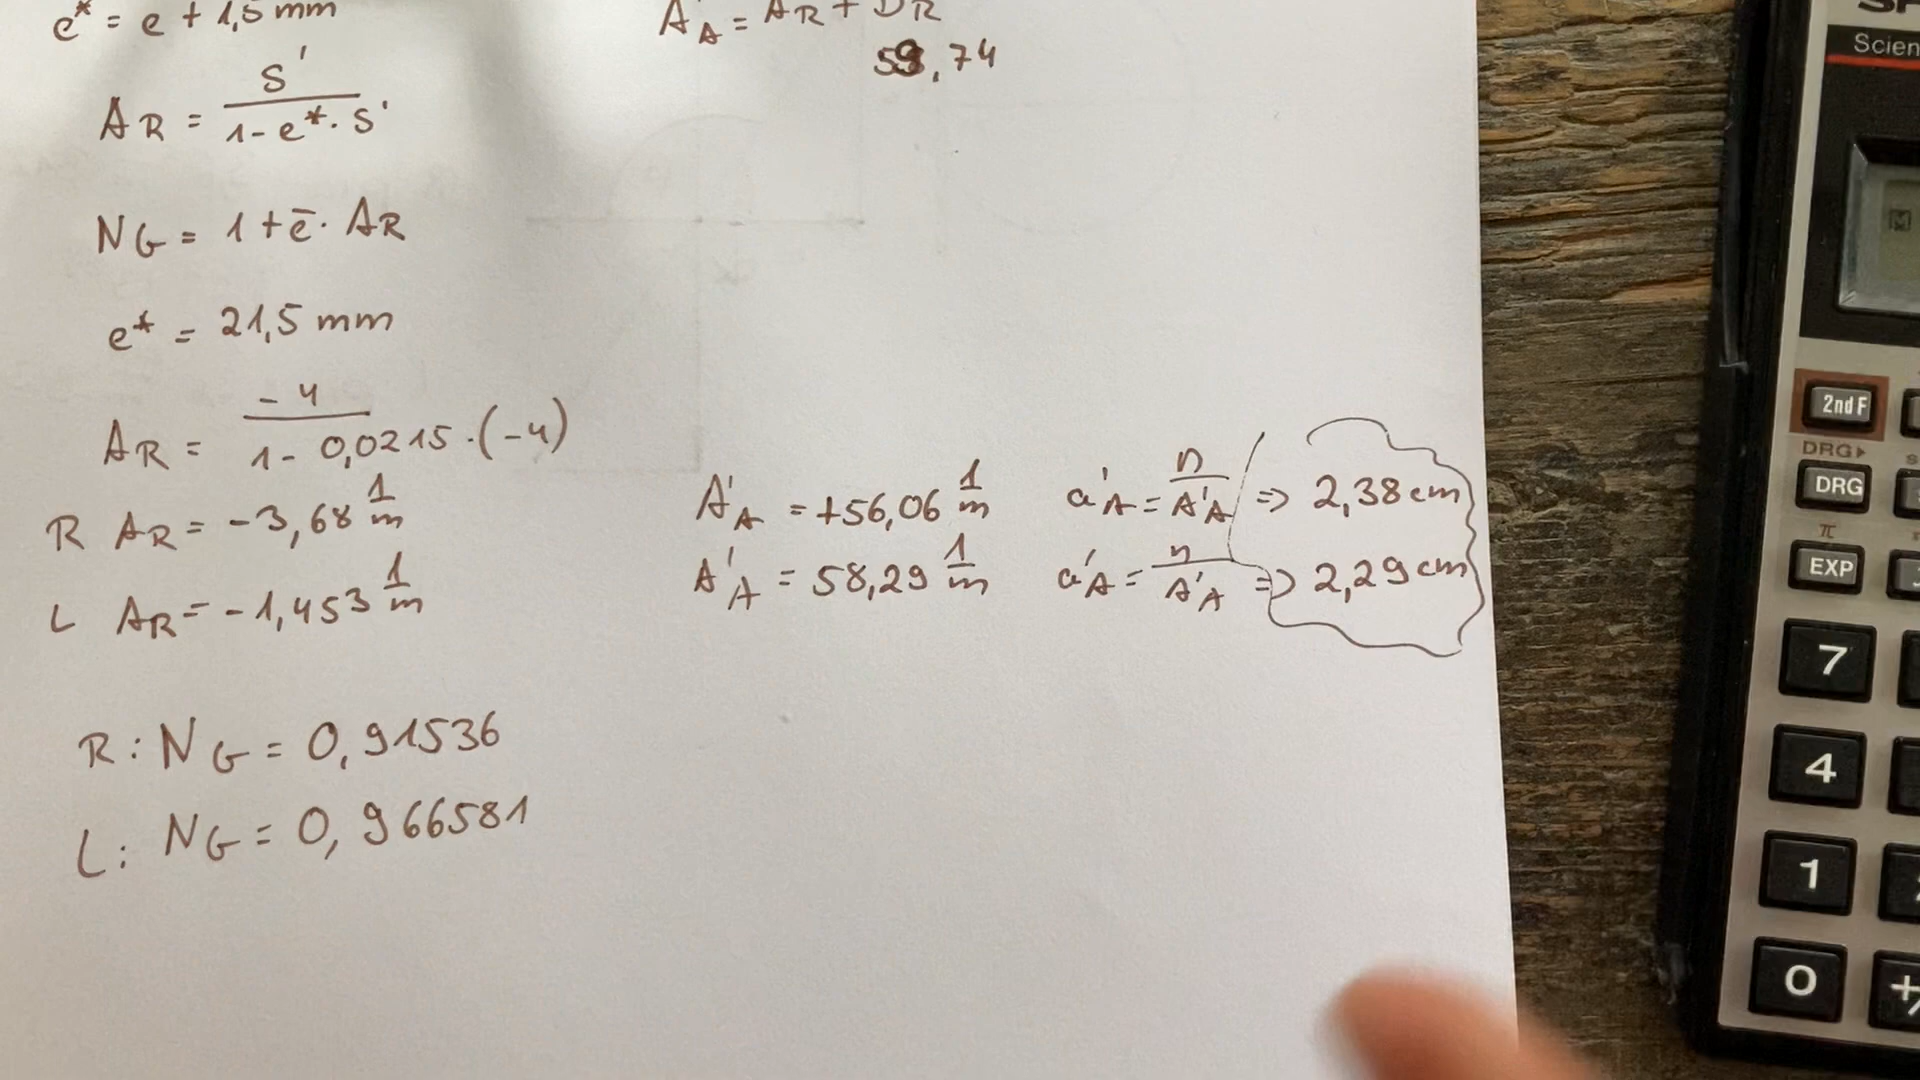 e* = e + 1,5 mm
A_R = s' / (1 - e* · s')
N_G = 1 + ē · A_R
e* = 21,5 mm
A_R = -4 / (1 - 0,0215 · (-4))
R A_R = -3,68 1/m
L A_R = -1,453 1/m
R: N_G = 0,91536
L: N_G = 0,966581
A'_A = A_R + D_R
59,74
A'_A = +56,06 1/m a'_A = n / A'_A => 2,38 cm
A'_A = 58,29 1/m a'_A = n / A'_A => 2,29 cm
Scien
2nd F
DRG▸
DRG
π
EXP
7
4
1
0